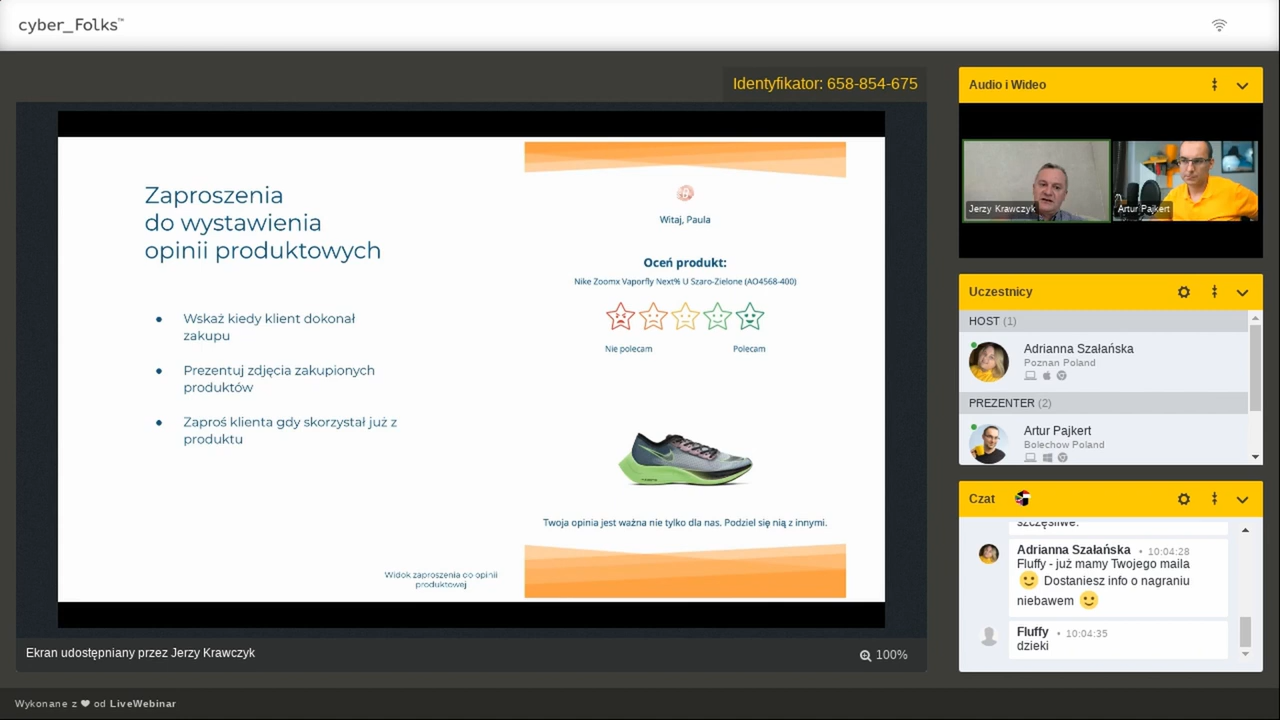 cyber_Folks™
Identyfikator: 658-854-675
Zaproszenia
do wystawienia
opinii produktowych
Wskaż kiedy klient dokonał
zakupu
Prezentuj zdjęcia zakupionych
produktów
Zaproś klienta gdy skorzystał już z
produktu
Widok zaproszenia do opinii
produktowej
Witaj, Paula
Oceń produkt:
Nike Zoomx Vaporfly Next% U Szaro-Zielone (AO4568-400)
Nie polecam
Polecam
Twoja opinia jest ważna nie tylko dla nas. Podziel się nią z innymi.
Ekran udostępniany przez Jerzy Krawczyk
100%
Audio i Wideo
Jerzy Krawczyk
Artur Pajkert
Uczestnicy
HOST (1)
Adrianna Szałańska
Poznan Poland
PREZENTER (2)
Artur Pajkert
Bolechow Poland
Czat
szczęśliwe.
Adrianna Szałańska • 10:04:28
Fluffy - już mamy Twojego maila
🙂 Dostaniesz info o nagraniu
niebawem 🙂
Fluffy • 10:04:35
dzieki
Wykonane z ❤ od LiveWebinar